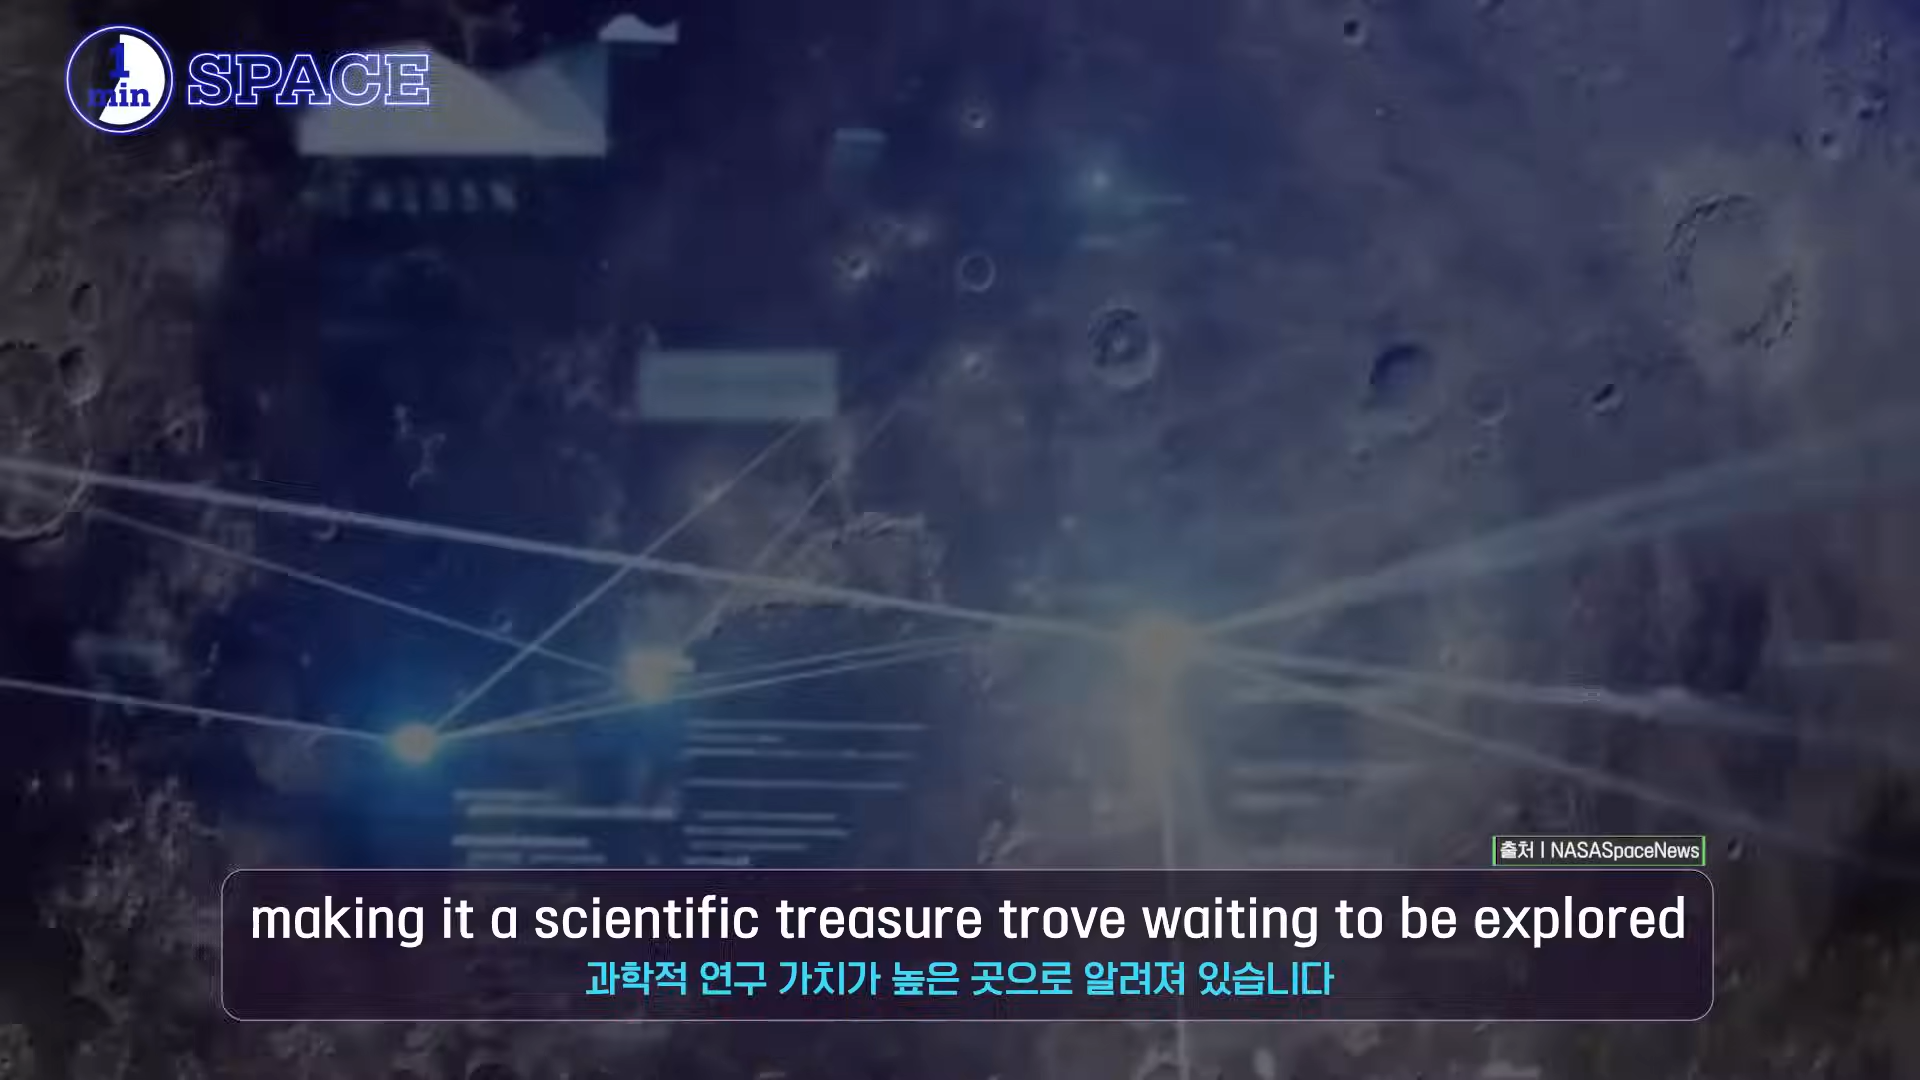 1
min
SPACE
출처 | NASASpaceNews
making it a scientific treasure trove waiting to be explored
과학적 연구 가치가 높은 곳으로 알려져 있습니다